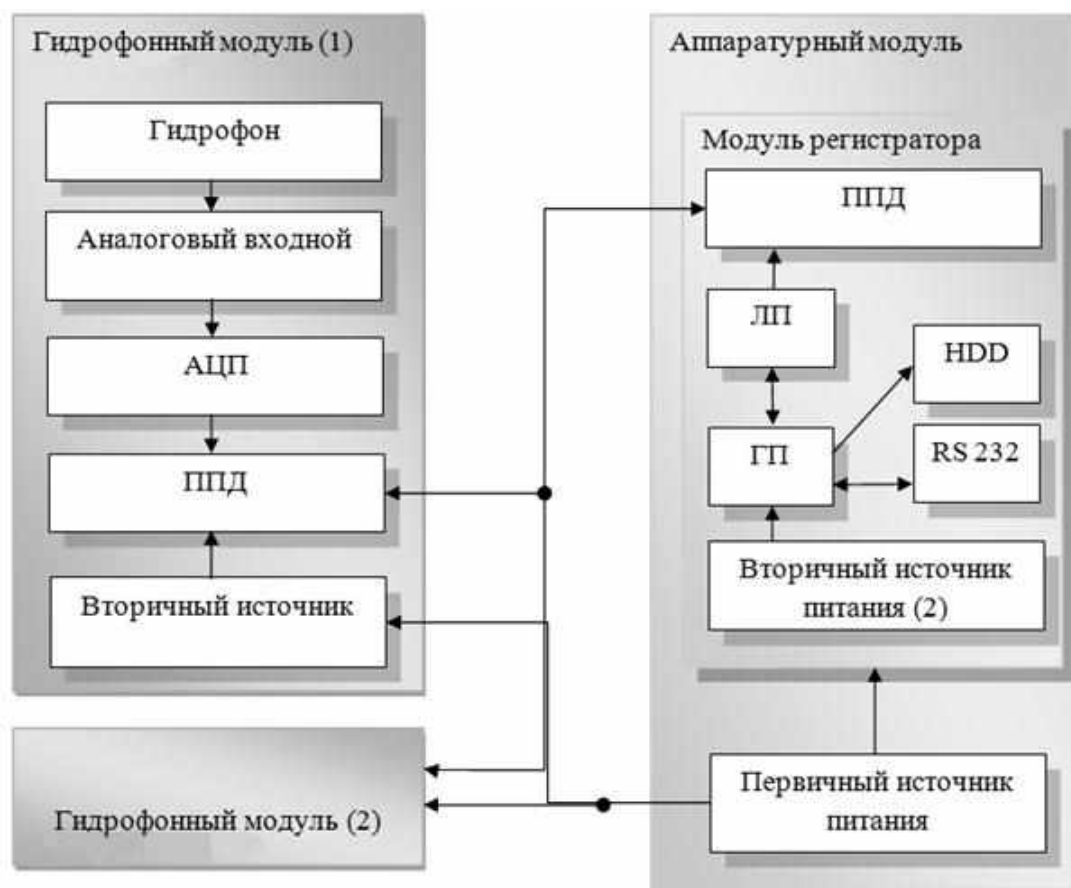 Гидрофонный модуль (1)
Гидрофон
Аналоговый входной
АЦП
ППД
Вторичный источник
Гидрофонный модуль (2)
Аппаратурный модуль
Модуль регистратора
ППД
ЛП
HDD
ГП
RS 232
Вторичный источник
питания (2)
Первичный источник
питания